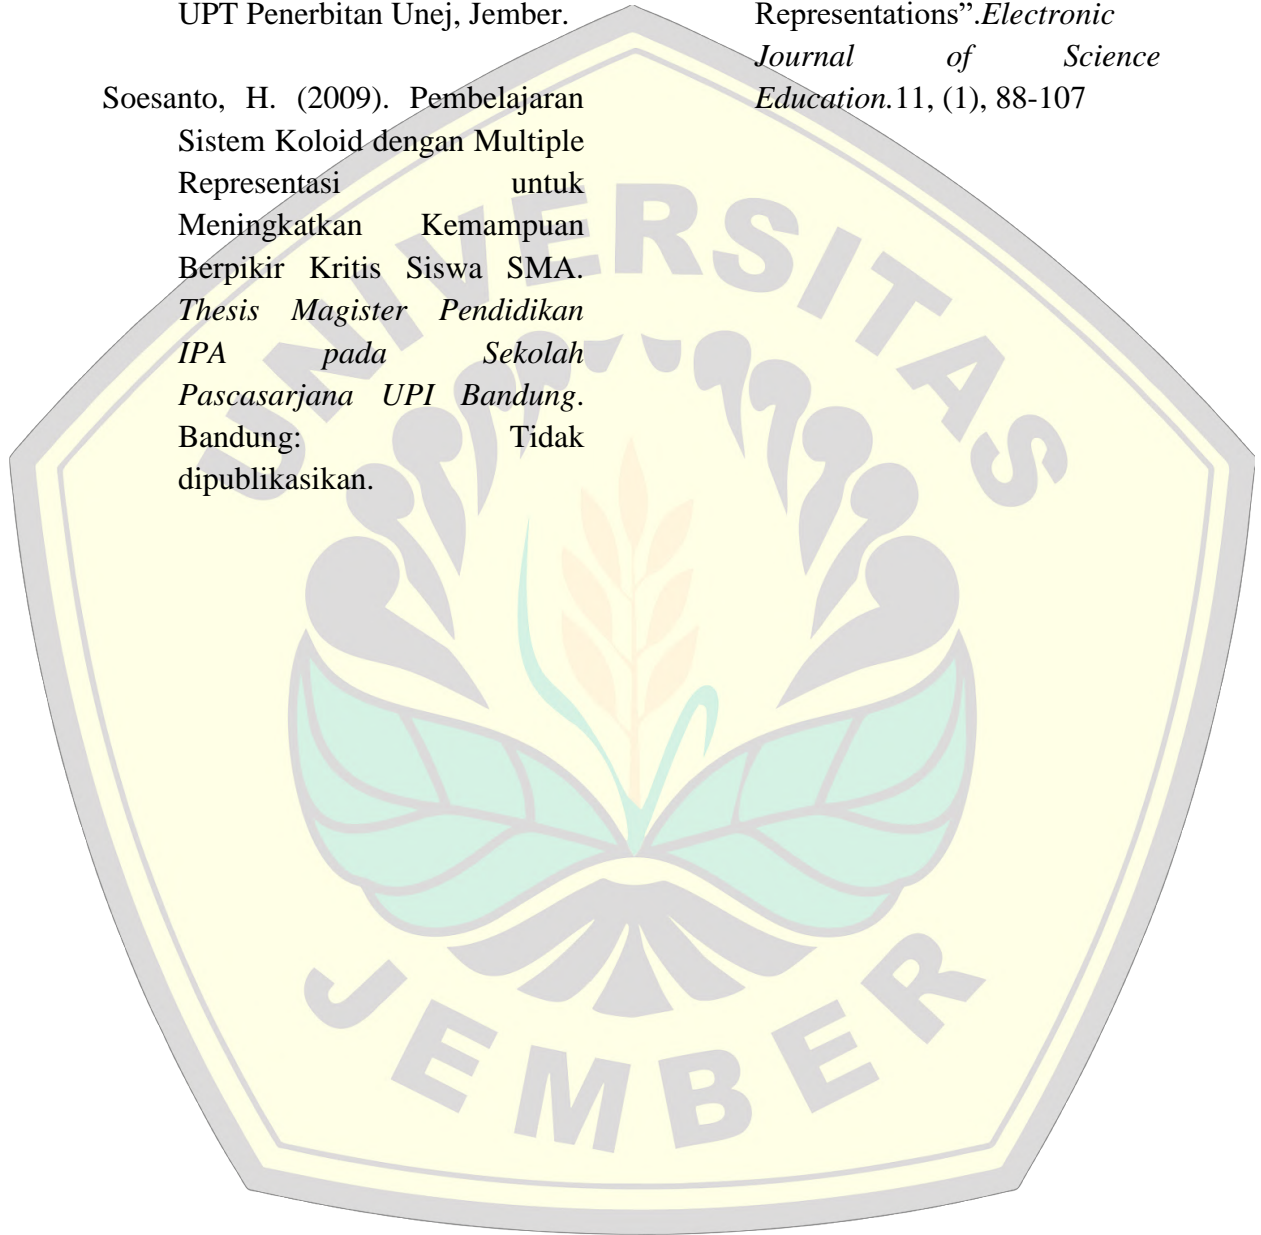 UPT Penerbitan Unej, Jember.
Soesanto, H. (2009). Pembelajaran
Sistem Koloid dengan Multiple
Representasi untuk
Meningkatkan Kemampuan
Berpikir Kritis Siswa SMA.
Thesis Magister Pendidikan
IPA pada Sekolah
Pascasarjana UPI Bandung.
Bandung: Tidak
dipublikasikan.
Representations”.Electronic
Journal of Science
Education.11, (1), 88-107
UNIVERSITAS
JEMBER